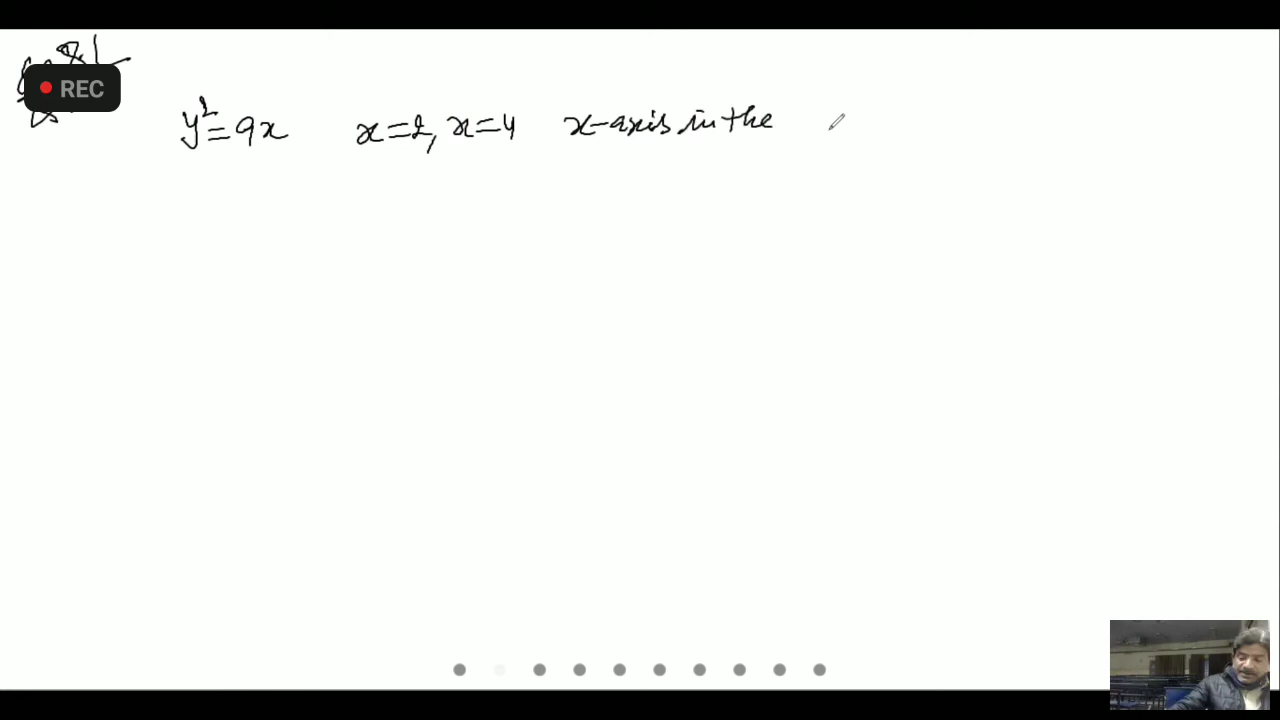 REC
y² = 9x x = 2, x = 4 x-axis in the